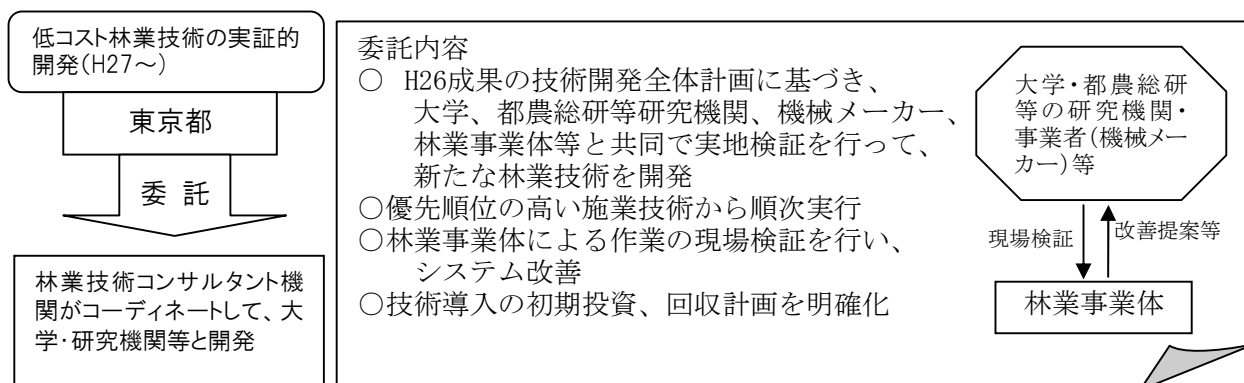 低コスト林業技術の実証的
開発(H27～)
東京都
委 託
林業技術コンサルタント機
関がコーディネートして、大
学・研究機関等と開発
委託内容
○ H26成果の技術開発全体計画に基づき、
大学、都農総研等研究機関、機械メーカー、
林業事業体等と共同で実地検証を行って、
新たな林業技術を開発
○優先順位の高い施業技術から順次実行
○林業事業体による作業の現場検証を行い、
システム改善
○技術導入の初期投資、回収計画を明確化
大学・都農総研
等の研究機関・
事業者(機械メー
カー)等
現場検証
改善提案等
林業事業体